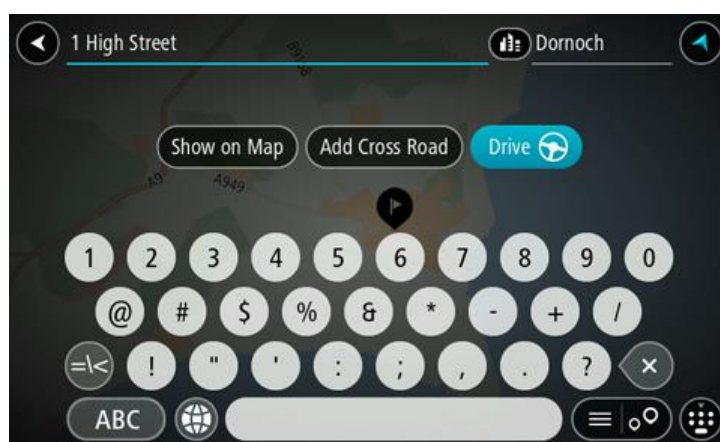 1 High Street Dornoch
B9168
Show on Map Add Cross Road Drive
A9 A949
1 2 3 4 5 6 7 8 9 0
@ # $ % & * - + /
=\< ! " ' : ; , . ? ×
ABC